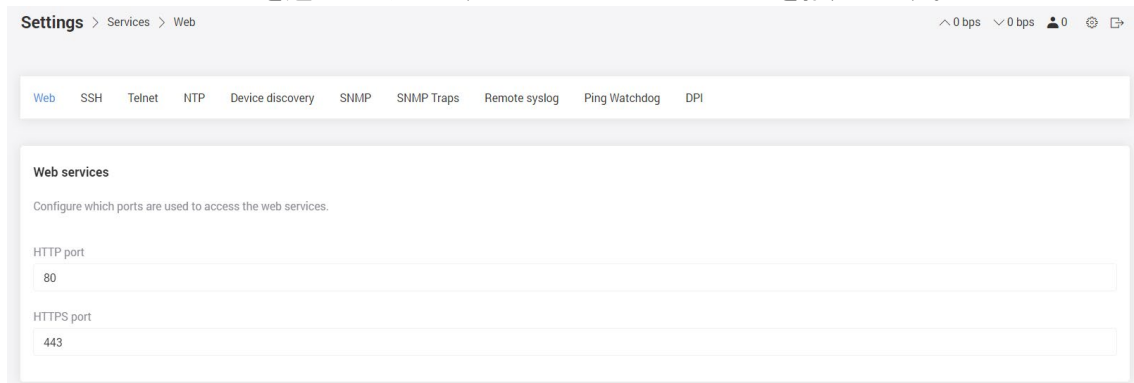 Settings > Services > Web
0 bps 0 bps 0
Web SSH Telnet NTP Device discovery SNMP SNMP Traps Remote syslog Ping Watchdog DPI
Web services
Configure which ports are used to access the web services.
HTTP port
80
HTTPS port
443